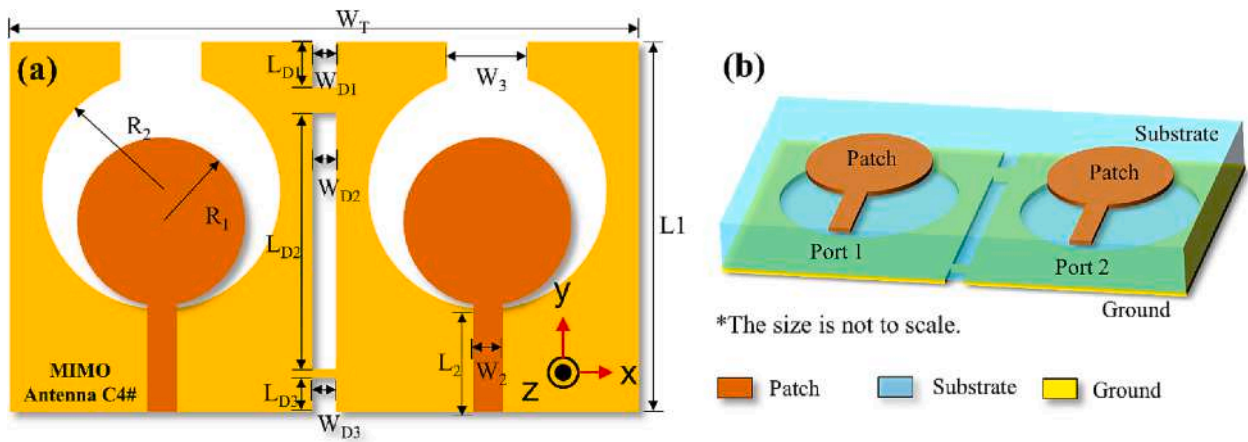 (a)
W_T
L_D1
W_D1
W_3
R_2
W_D2
R_1
L_D2
L1
y
L_2
W_2
x
z
MIMO
Antenna C4#
L_D3
W_D3
(b)
Substrate
Patch
Patch
Port 1
Port 2
Ground
*The size is not to scale.
Patch
Substrate
Ground